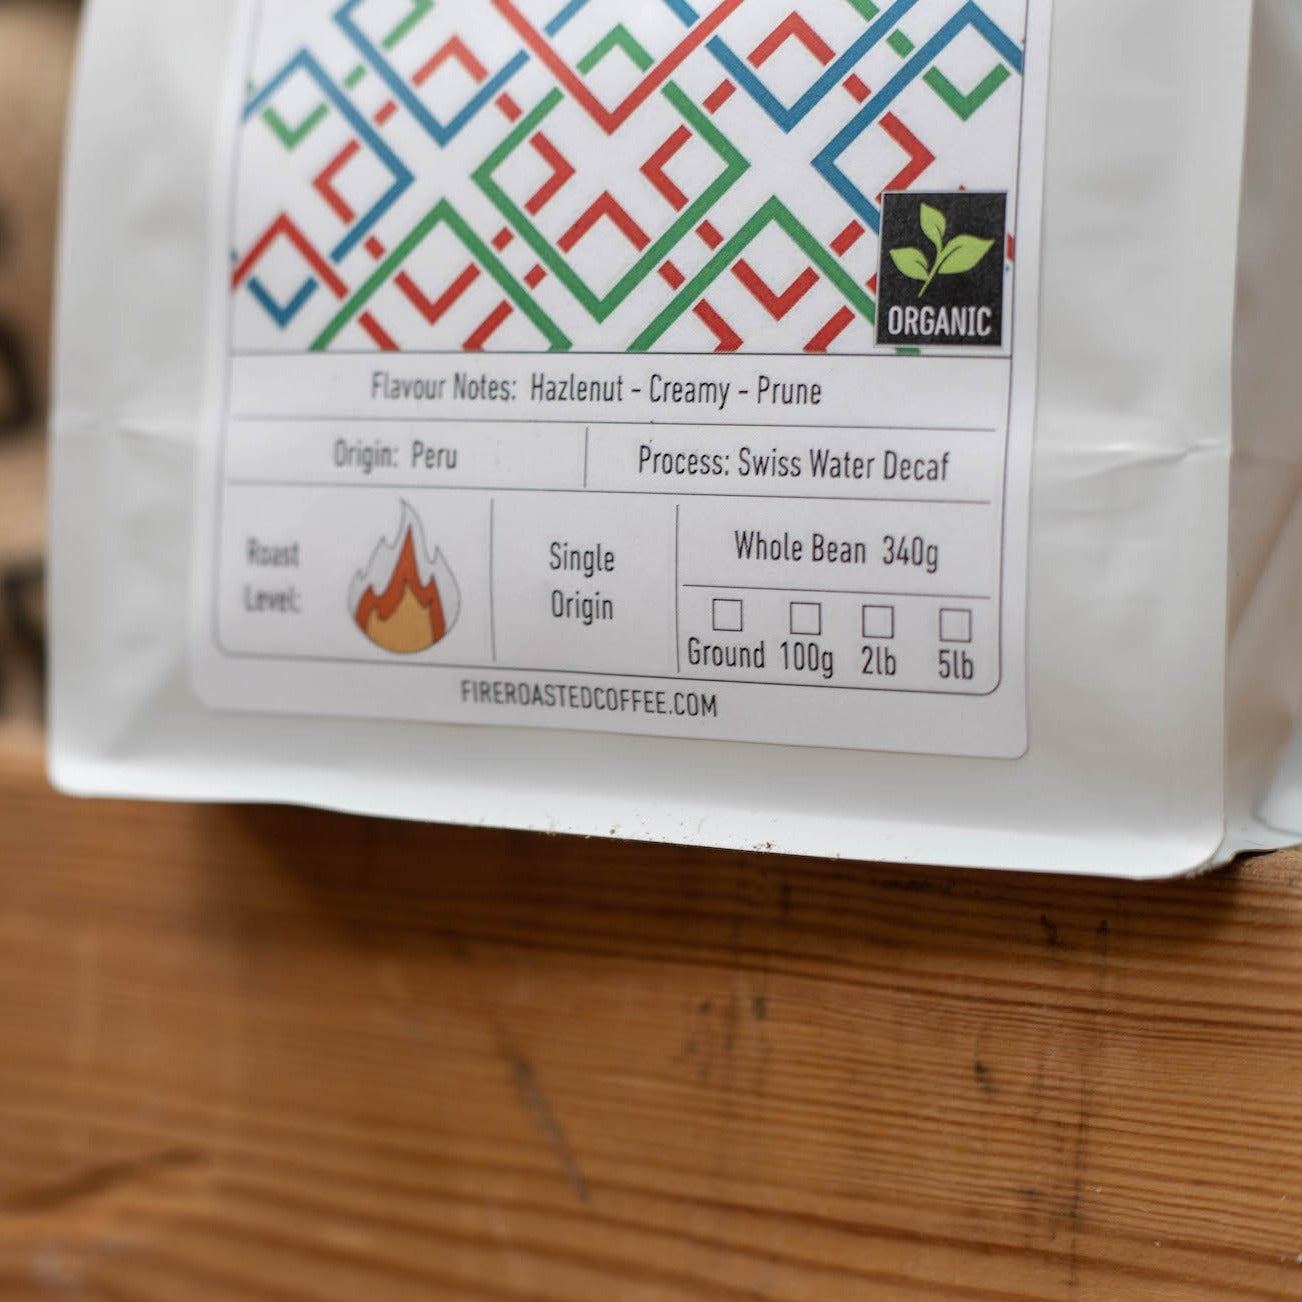 ORGANIC
Flavour Notes: Hazlenut - Creamy - Prune
Origin: Peru
Process: Swiss Water Decaf
Roast
Level:
Single
Origin
Whole Bean 340g
Ground 100g 2lb 5lb
FIREROASTEDCOFFEE.COM